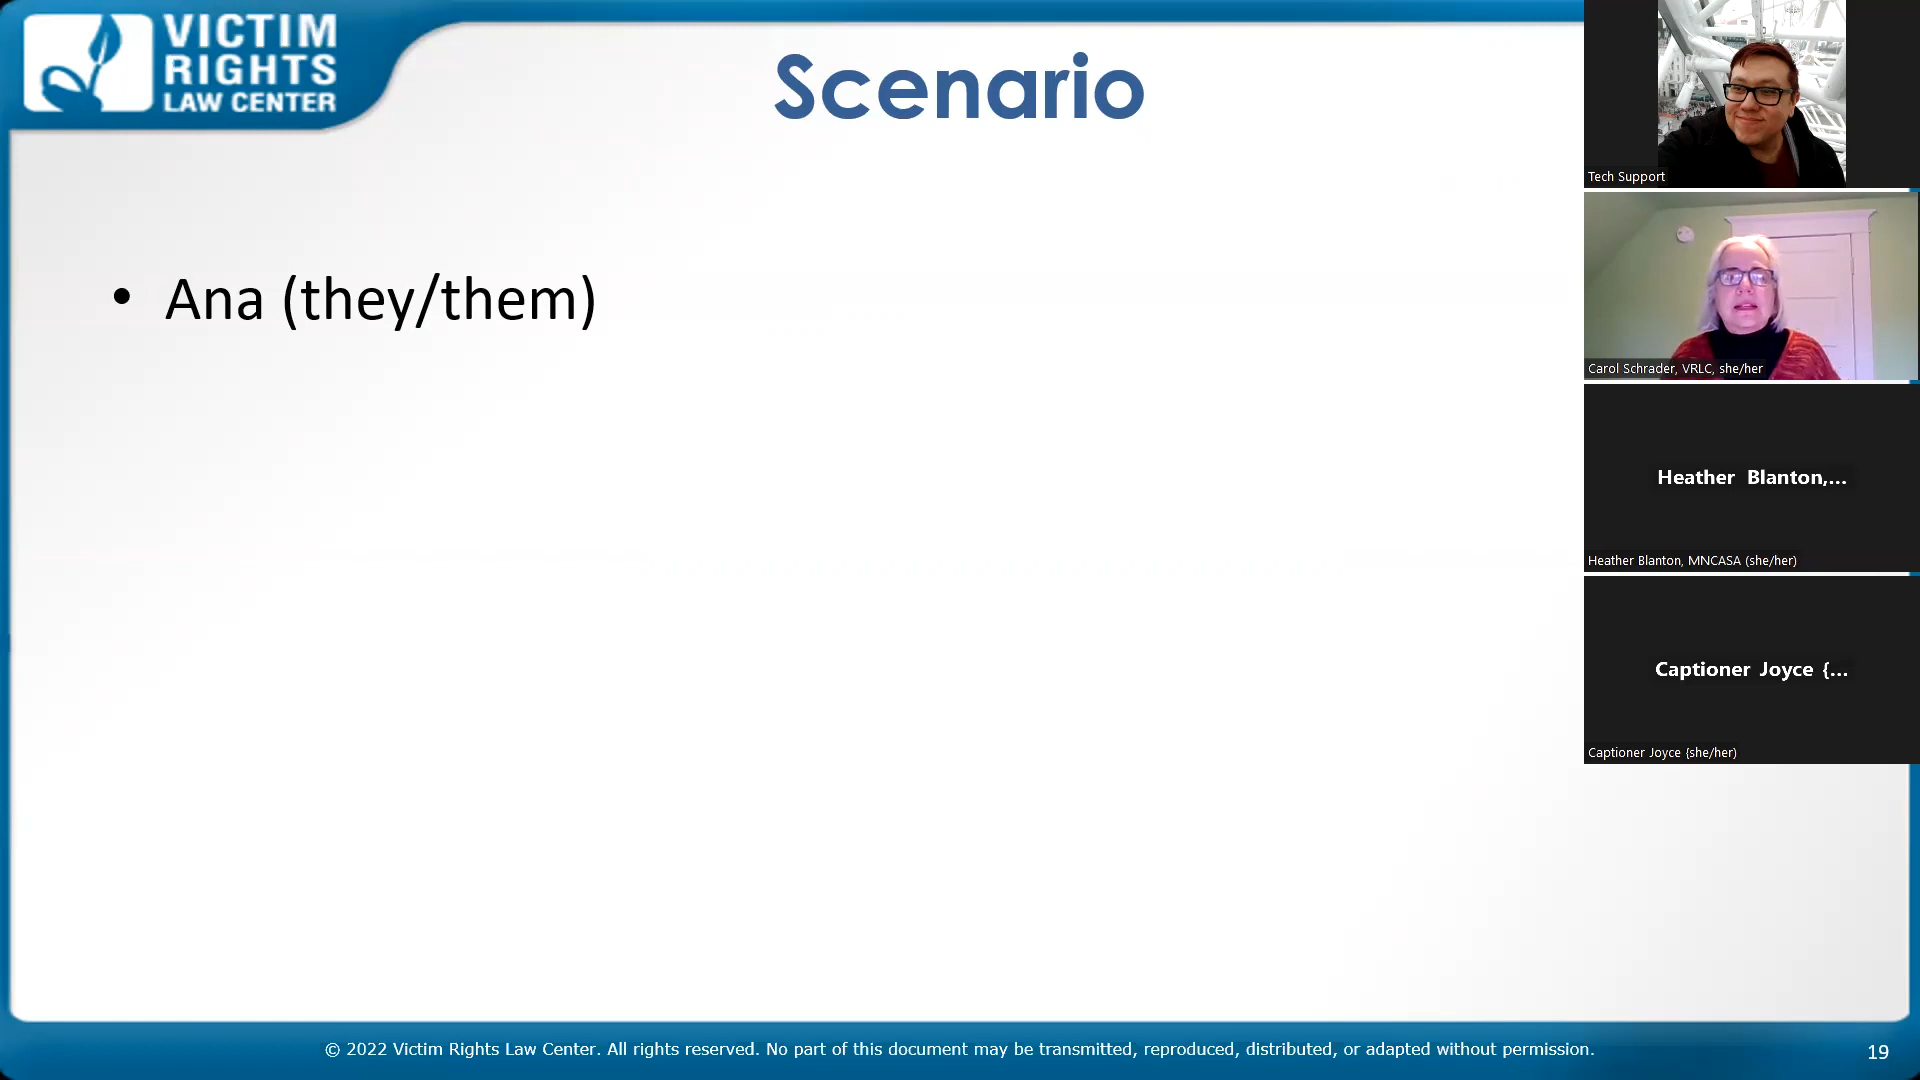 VICTIM
RIGHTS
LAW CENTER
Scenario
• Ana (they/them)
Tech Support
Carol Schrader, VRLC, she/her
Heather Blanton,...
Heather Blanton, MNCASA (she/her)
Captioner Joyce {...
Captioner Joyce {she/her)
© 2022 Victim Rights Law Center. All rights reserved. No part of this document may be transmitted, reproduced, distributed, or adapted without permission.
19